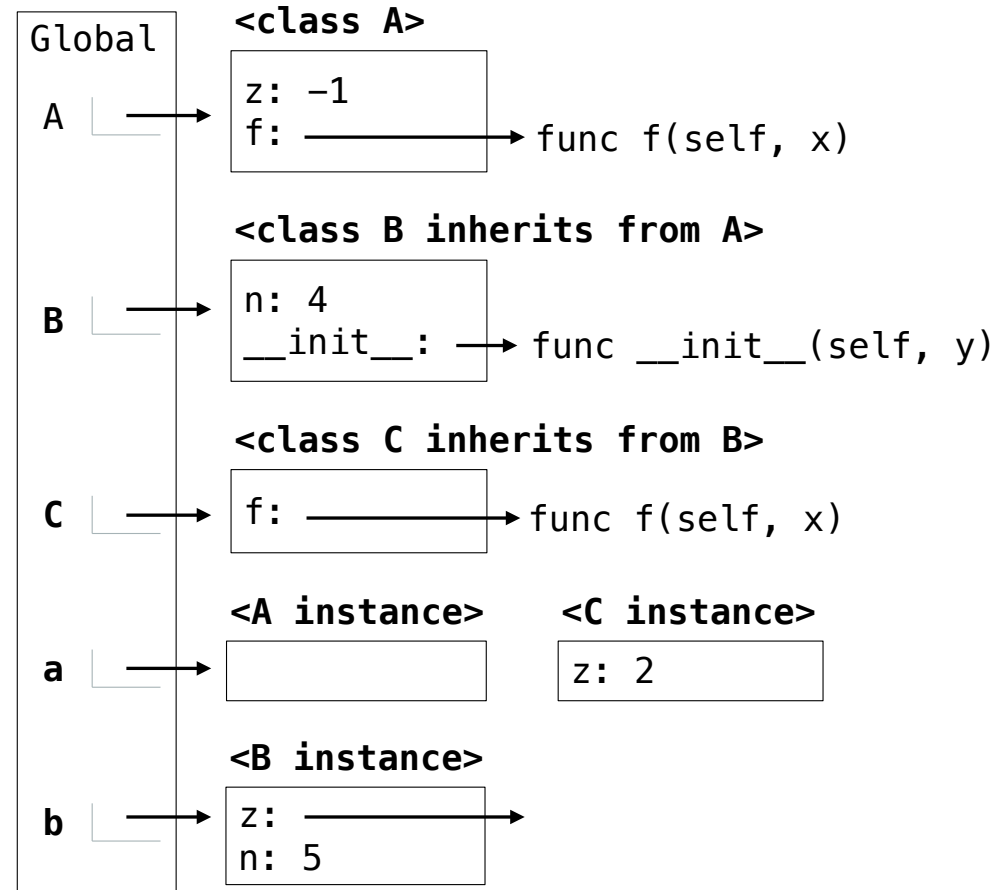 Global
<class A>
A
z: −1
f:
func f(self, x)
<class B inherits from A>
B
n: 4
__init__:
func __init__(self, y)
<class C inherits from B>
C
f:
func f(self, x)
<A instance>
<C instance>
a
z: 2
<B instance>
b
z:
n: 5